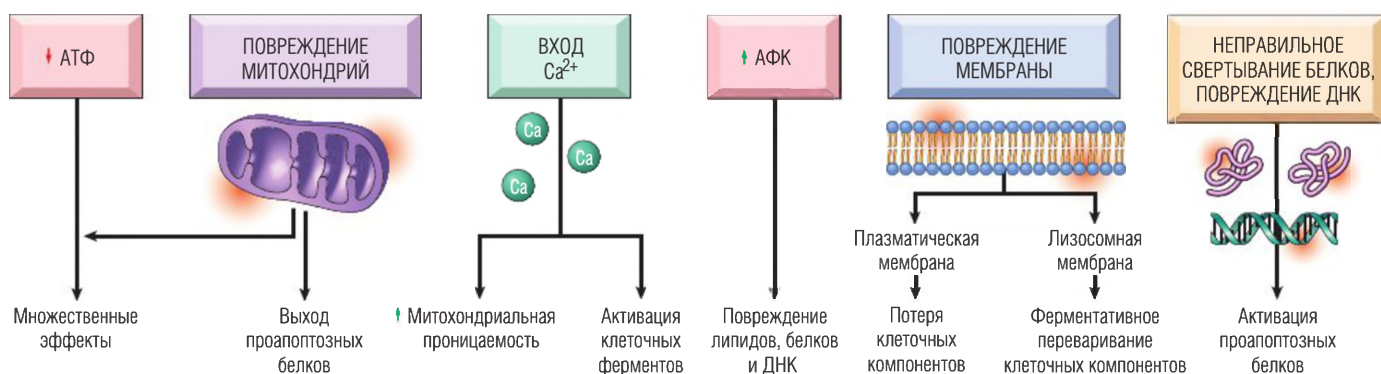 ↓ АТФ
ПОВРЕЖДЕНИЕ
МИТОХОНДРИЙ
ВХОД
Ca²⁺
↑ АФК
ПОВРЕЖДЕНИЕ
МЕМБРАНЫ
НЕПРАВИЛЬНОЕ
СВЕРТЫВАНИЕ БЕЛКОВ,
ПОВРЕЖДЕНИЕ ДНК
Ca
Ca
Ca
Плазматическая
мембрана
Лизосомная
мембрана
Множественные
эффекты
Выход
проапоптозных
белков
↑ Митохондриальная
проницаемость
Активация
клеточных
ферментов
Повреждение
липидов, белков
и ДНК
Потеря
клеточных
компонентов
Ферментативное
переваривание
клеточных компонентов
Активация
проапоптозных
белков